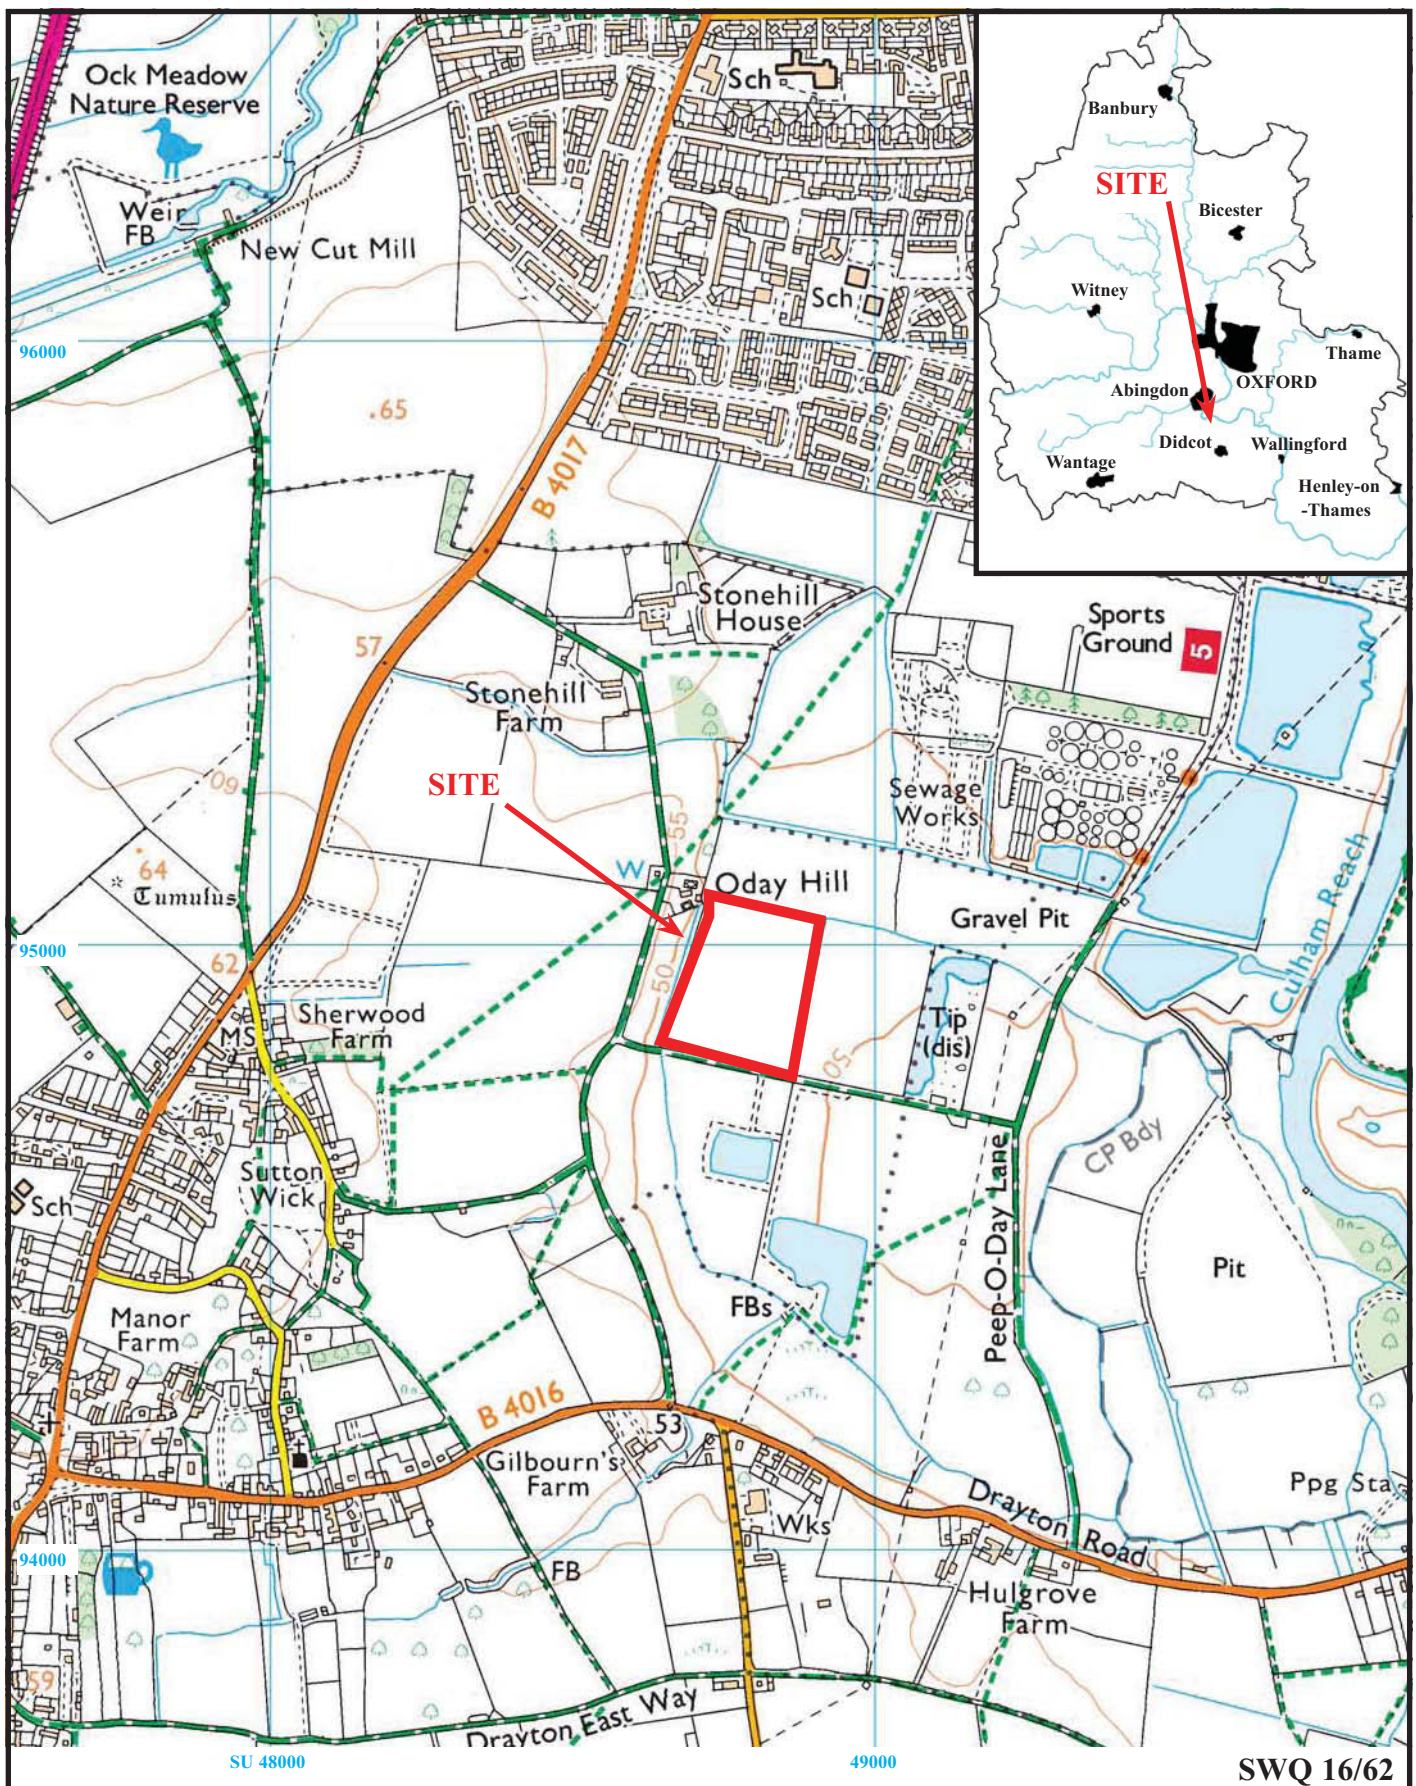 Ock Meadow
Nature Reserve
Weir
FB
New Cut Mill
Sch
Sch
96000
.65
B 4017
57
Stonehill
House
Stonehill
Farm
Sports
Ground
5
Sewage
Works
SITE
55
W
Oday Hill
Gravel Pit
60
64
Tumulus
95000
62
50
MS
Sherwood
Farm
Tip
(dis)
50
Culham Reach
CP Bdy
Sutton
Wick
Sch
Peep-O-Day Lane
Pit
Manor
Farm
FBs
B 4016
53
Gilbourn's
Farm
Drayton Road
Ppg Sta
Wks
94000
FB
Hulgrove
Farm
59
Drayton East Way
SU 48000
49000
SWQ 16/62
Banbury
SITE
Bicester
Witney
Thame
OXFORD
Abingdon
Didcot
Wallingford
Wantage
Henley-on
-Thames